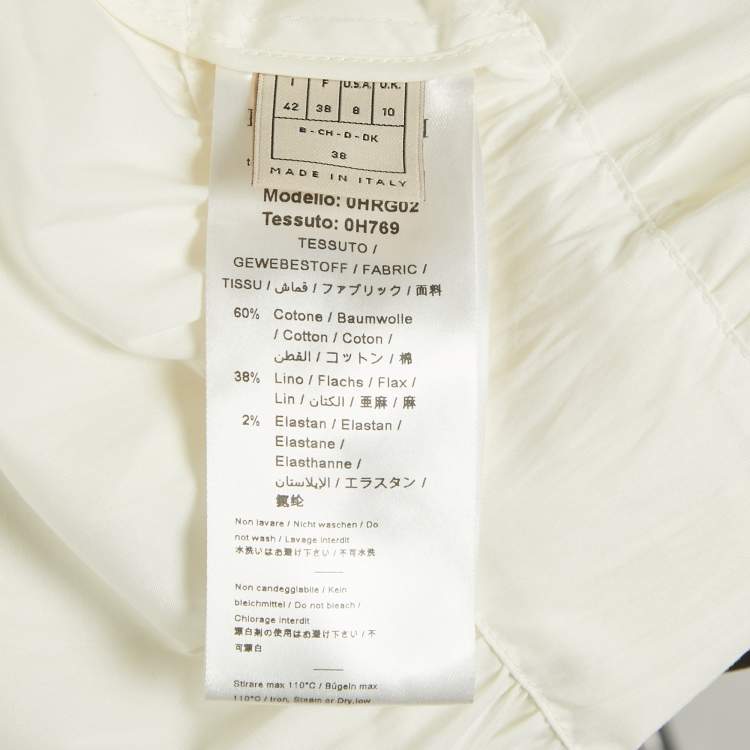 I F U.S.A. U.K.
42 38 8 10
B - CH - D - DK
38
MADE IN ITALY
Modello: 0HRG02
Tessuto: 0H769
TESSUTO /
GEWEBESTOFF / FABRIC /
TISSU / قماش / ファブリック / 面料
60% Cotone / Baumwolle
/ Cotton / Coton /
القطن / コットン / 棉
38% Lino / Flachs / Flax /
Lin / الكتان / 亜麻 / 麻
2% Elastan / Elastan /
Elastane /
Elasthanne /
الإيلاستان / エラスタン /
氨纶
Non lavare / Nicht waschen / Do
not wash / Lavage interdit
水洗いはお避け下さい / 不可水洗
Non candeggiabile / Kein
bleichmittel / Do not bleach /
Chlorage interdit
漂白剤の使用はお避け下さい / 不
可漂白
Stirare max 110°C / Bügeln max
110°C / Iron, Steam or Dry, low